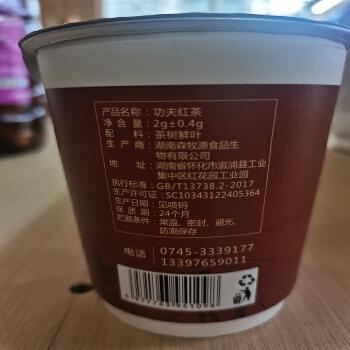 产品名称：功夫红茶
净含量：2g±0.4g
配料：茶树鲜叶
生产商：湖南森牧源食品生
物有限公司
地址：湖南省怀化市溆浦县工业
集中区红花园工业园
执行标准：GB/T13738.2-2017
生产许可证：SC10343122405364
生产日期：见喷码
保质期：24个月
贮藏条件：常温、密封、避光、
防潮保存
电话 0745-3339177
13397659011